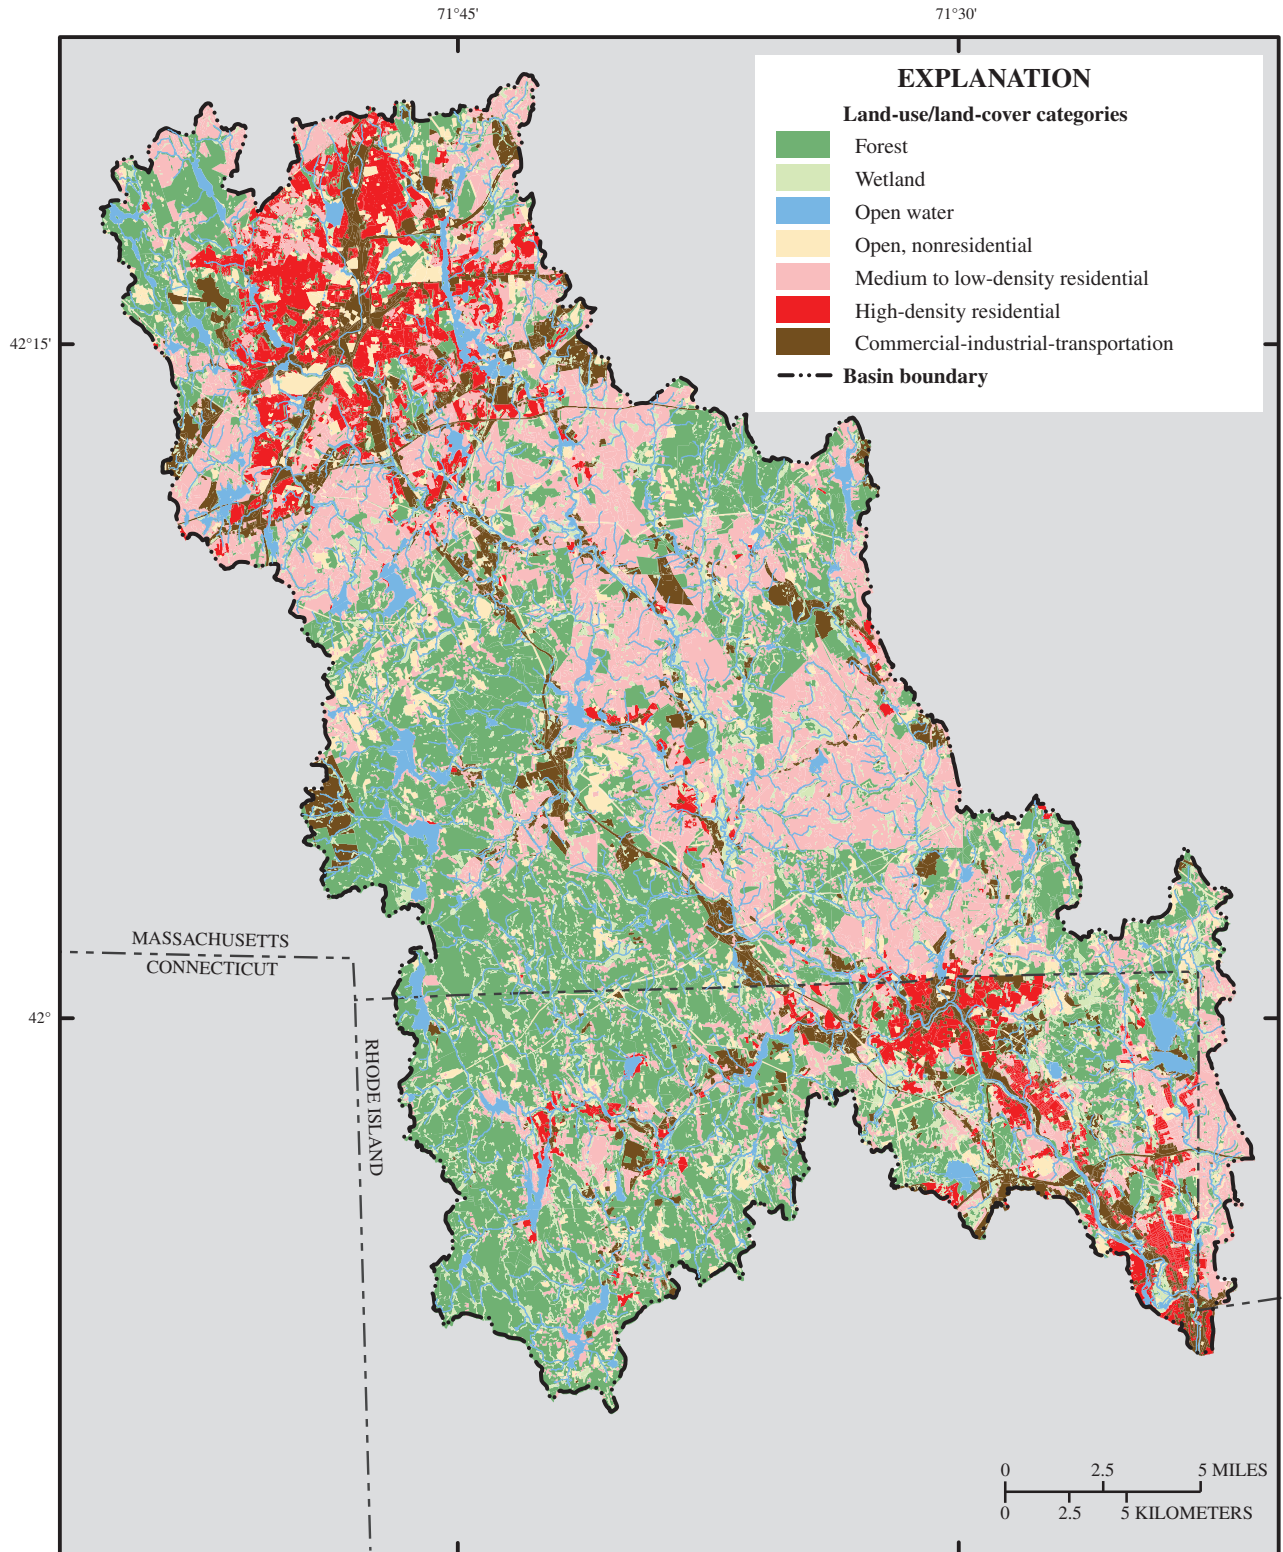 71°45'
71°30'
EXPLANATION
Land-use/land-cover categories
Forest
Wetland
Open water
Open, nonresidential
Medium to low-density residential
High-density residential
Commercial-industrial-transportation
Basin boundary
42°15'
MASSACHUSETTS
CONNECTICUT
42°
RHODE ISLAND
0 2.5 5 MILES
0 2.5 5 KILOMETERS